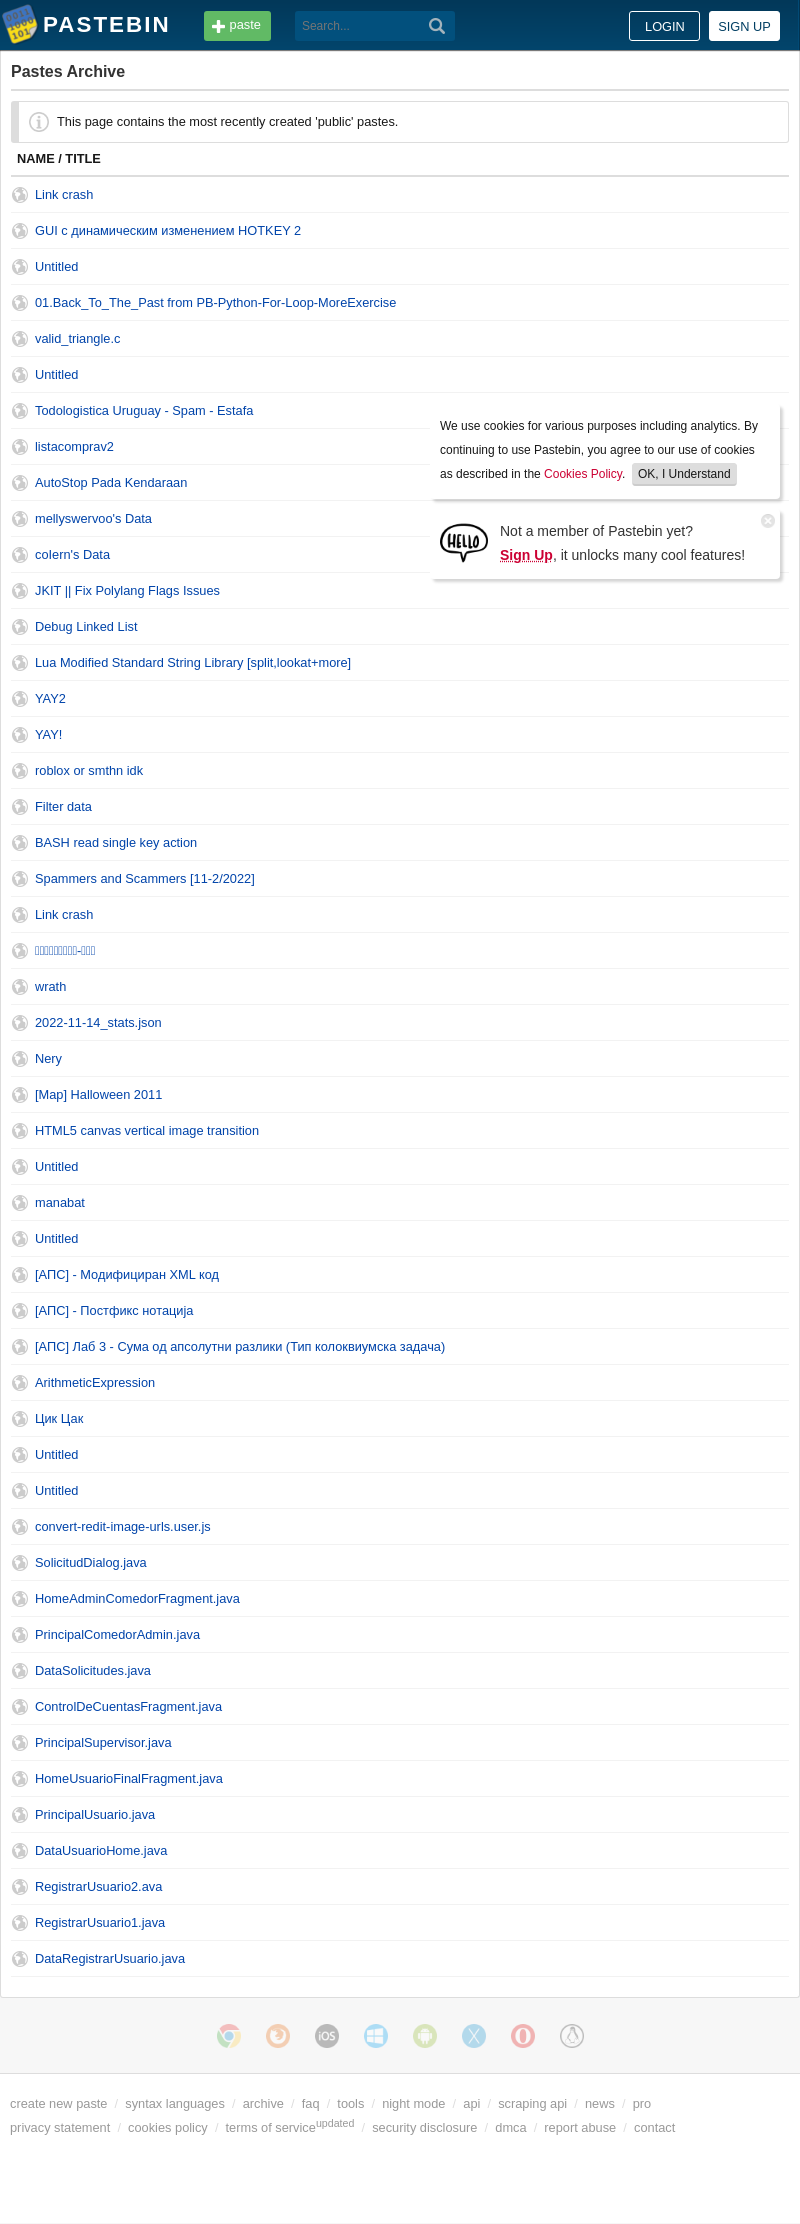 PASTEBIN paste Search... LOGIN SIGN UP
Pastes Archive
This page contains the most recently created 'public' pastes.
NAME / TITLE
Link crash
GUI с динамическим изменением HOTKEY 2
Untitled
01.Back_To_The_Past from PB-Python-For-Loop-MoreExercise
valid_triangle.c
Untitled
Todologistica Uruguay - Spam - Estafa
listacomprav2
AutoStop Pada Kendaraan
mellyswervoo's Data
coIern's Data
JKIT || Fix Polylang Flags Issues
We use cookies for various purposes including analytics. By
continuing to use Pastebin, you agree to our use of cookies
as described in the Cookies Policy. OK, I Understand
HELLO
Not a member of Pastebin yet?
Sign Up, it unlocks many cool features!
Debug Linked List
Lua Modified Standard String Library [split,lookat+more]
YAY2
YAY!
roblox or smthn idk
Filter data
BASH read single key action
Spammers and Scammers [11-2/2022]
Link crash
wrath
2022-11-14_stats.json
Nery
[Map] Halloween 2011
HTML5 canvas vertical image transition
Untitled
manabat
Untitled
[АПС] - Модифициран XML код
[АПС] - Постфикс нотација
[АПС] Лаб 3 - Сума од апсолутни разлики (Тип колоквиумска задача)
ArithmeticExpression
Цик Цак
Untitled
Untitled
convert-redit-image-urls.user.js
SolicitudDialog.java
HomeAdminComedorFragment.java
PrincipalComedorAdmin.java
DataSolicitudes.java
ControlDeCuentasFragment.java
PrincipalSupervisor.java
HomeUsuarioFinalFragment.java
PrincipalUsuario.java
DataUsuarioHome.java
RegistrarUsuario2.ava
RegistrarUsuario1.java
DataRegistrarUsuario.java
iOS
create new paste / syntax languages / archive / faq / tools / night mode / api / scraping api / news / pro
privacy statement / cookies policy / terms of service updated / security disclosure / dmca / report abuse / contact